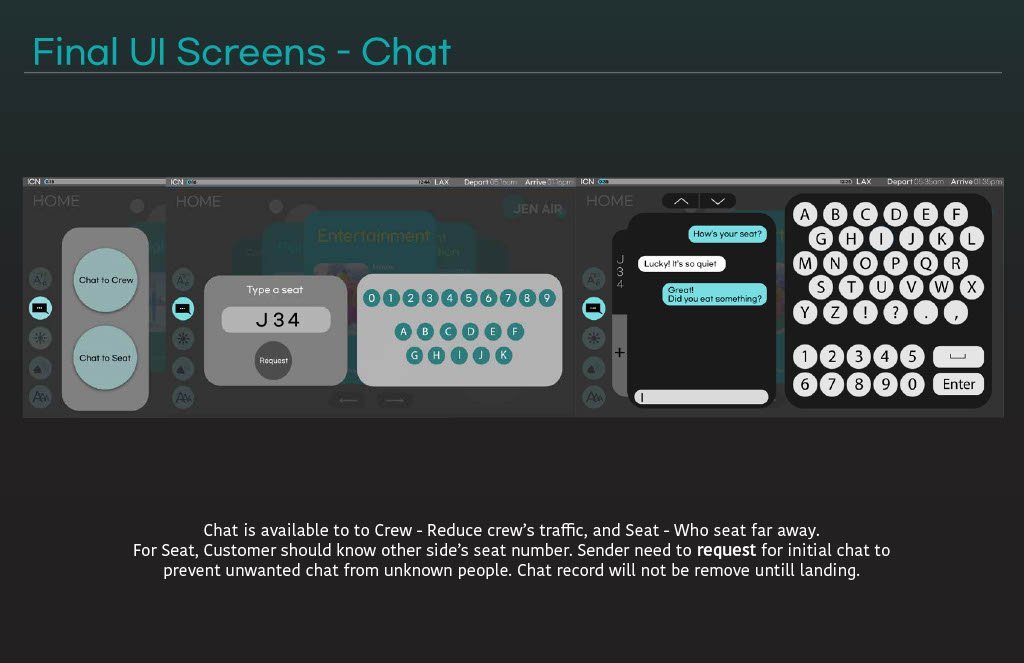 Final UI Screens - Chat
ICN
HOME
Chat to Crew
Chat to Seat
ICN
LAX
Depart
Arrive
HOME
JEN AIR
Entertainment
Type a seat
J 3 4
Request
0 1 2 3 4 5 6 7 8 9
A B C D E F
G H I J K
ICN
LAX
Depart 05:35am
Arrive 01:35pm
HOME
J
3
4
+
How's your seat?
Lucky! It's so quiet
Great!
Did you eat something?
A B C D E F
G H I J K L
M N O P Q R
S T U V W X
Y Z ! ? . ,
1 2 3 4 5
6 7 8 9 0 Enter
Chat is available to to Crew - Reduce crew's traffic, and Seat - Who seat far away.
For Seat, Customer should know other side's seat number. Sender need to request for initial chat to
prevent unwanted chat from unknown people. Chat record will not be remove untill landing.